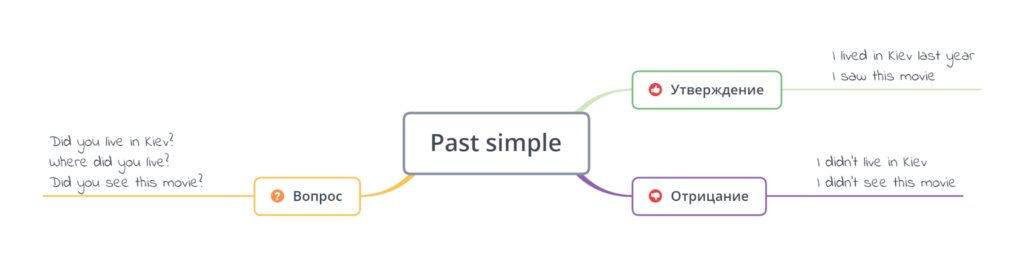 Past simple
Утверждение
I lived in Kiev last year
I saw this movie
Отрицание
I didn't live in Kiev
I didn't see this movie
Вопрос
Did you live in Kiev?
Where did you live?
Did you see this movie?